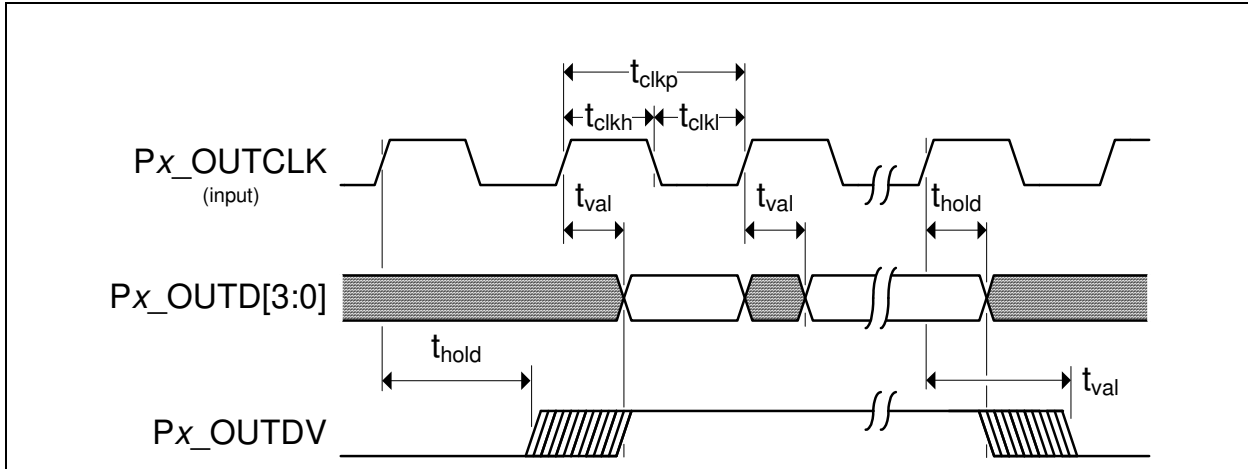 tclkp
tclkh tclkl
Px_OUTCLK
(input)
tval tval thold
Px_OUTD[3:0]
thold
tval
Px_OUTDV